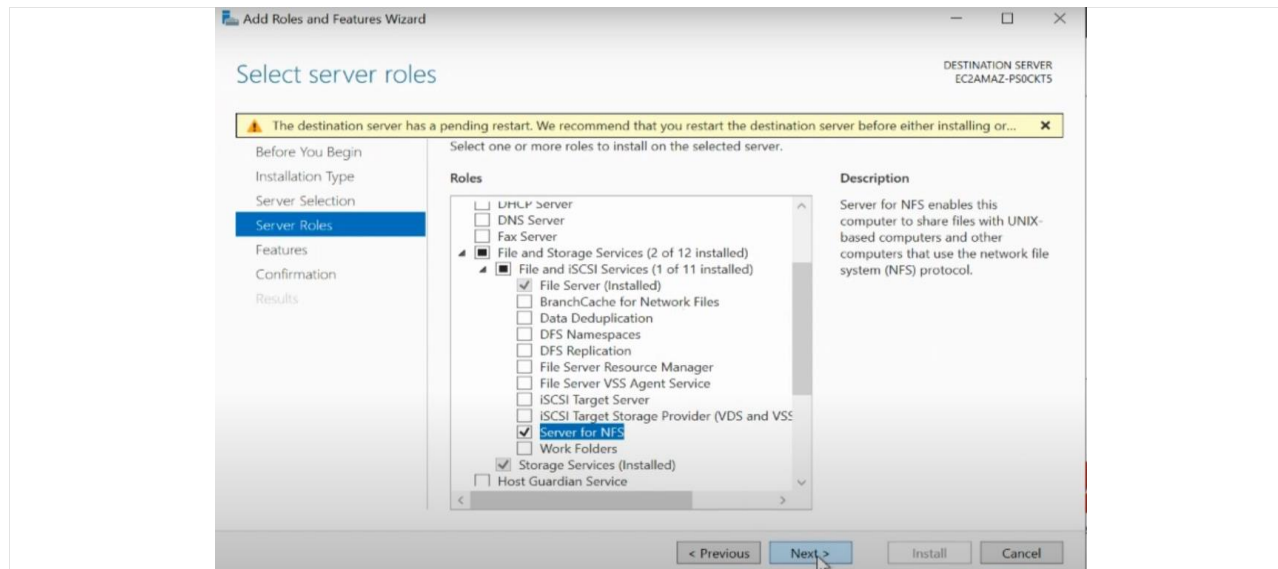 Add Roles and Features Wizard
Select server roles
DESTINATION SERVER
EC2AMAZ-PS0CKT5
The destination server has a pending restart. We recommend that you restart the destination server before either installing or...
Before You Begin
Installation Type
Server Selection
Server Roles
Features
Confirmation
Results
Select one or more roles to install on the selected server.
Roles
DHCP Server
DNS Server
Fax Server
File and Storage Services (2 of 12 installed)
File and iSCSI Services (1 of 11 installed)
File Server (Installed)
BranchCache for Network Files
Data Deduplication
DFS Namespaces
DFS Replication
File Server Resource Manager
File Server VSS Agent Service
iSCSI Target Server
iSCSI Target Storage Provider (VDS and VSS
Server for NFS
Work Folders
Storage Services (Installed)
Host Guardian Service
Description
Server for NFS enables this
computer to share files with UNIX-
based computers and other
computers that use the network file
system (NFS) protocol.
< Previous
Next >
Install
Cancel